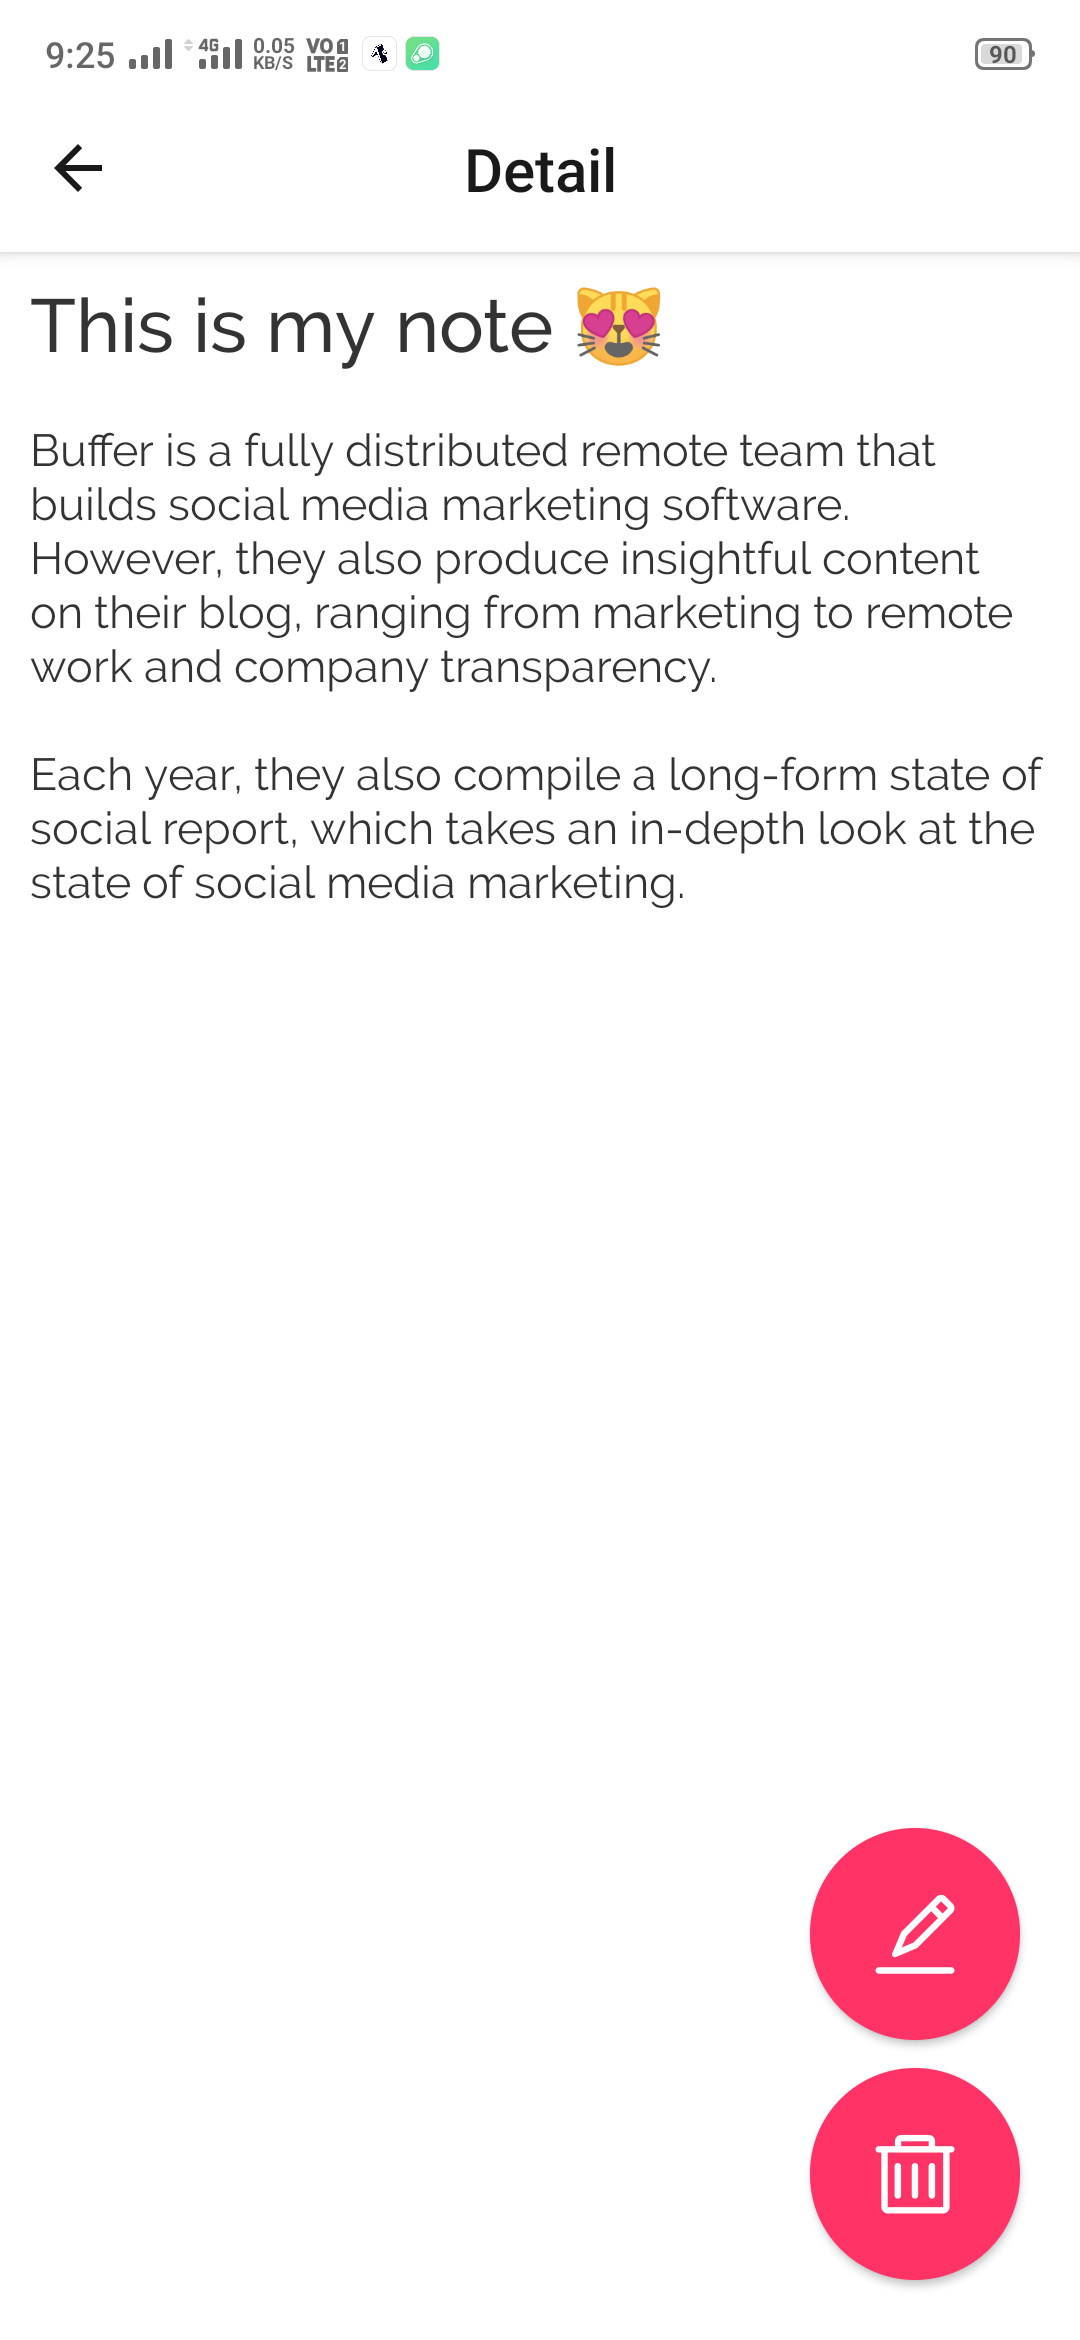 9:25 4G 0.05 KB/S VO 1 LTE 2 90
Detail
This is my note 😻
Buffer is a fully distributed remote team that
builds social media marketing software.
However, they also produce insightful content
on their blog, ranging from marketing to remote
work and company transparency.
Each year, they also compile a long-form state of
social report, which takes an in-depth look at the
state of social media marketing.